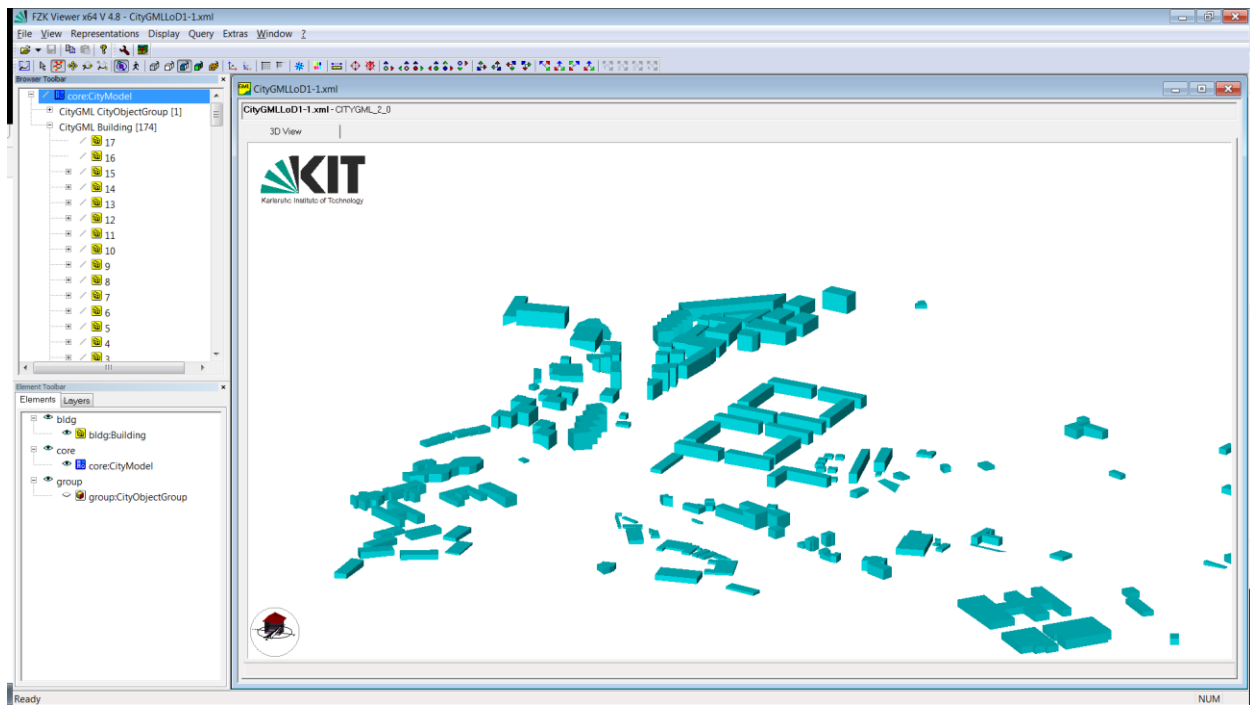 FZK Viewer x64 V 4.8 - CityGMLLoD1-1.xml
File View Representations Display Query Extras Window ?
Browser Toolbar
core:CityModel
CityGML CityObjectGroup [1]
CityGML Building [174]
17
16
15
14
13
12
11
10
9
8
7
6
5
4
3
Element Toolbar
Elements Layers
bldg
bldg:Building
core
core:CityModel
group
group:CityObjectGroup
CityGMLLoD1-1.xml
CityGMLLoD1-1.xml - CITYGML_2_0
3D View
KIT
Karlsruhe Institute of Technology
Ready
NUM